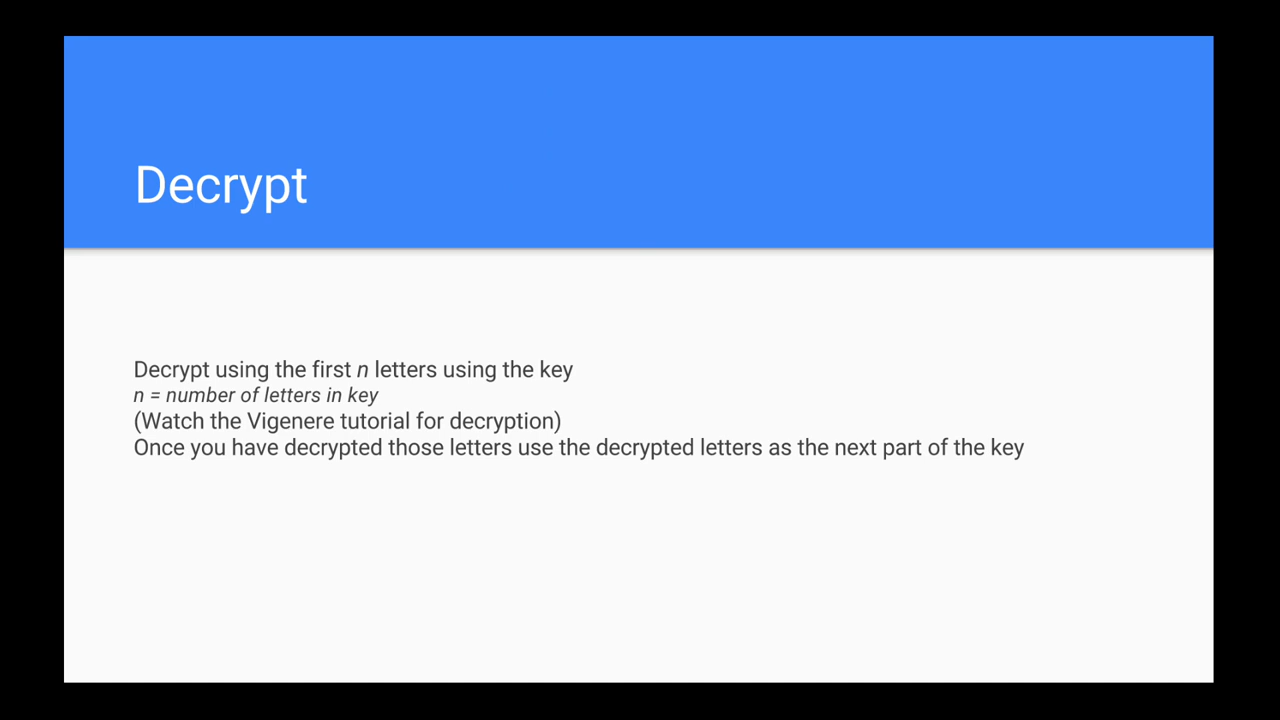 Decrypt
Decrypt using the first n letters using the key
n = number of letters in key
(Watch the Vigenere tutorial for decryption)
Once you have decrypted those letters use the decrypted letters as the next part of the key